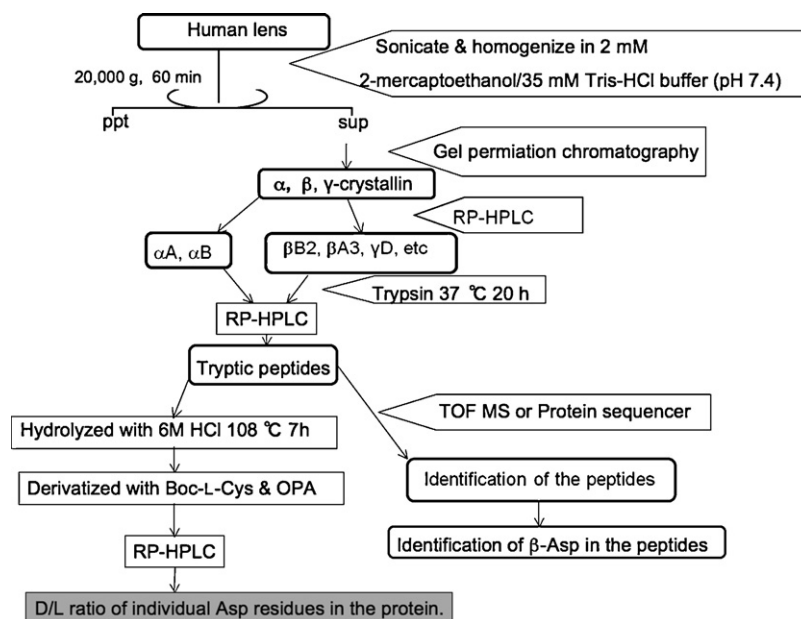 Human lens
Sonicate & homogenize in 2 mM
2-mercaptoethanol/35 mM Tris-HCl buffer (pH 7.4)
20,000 g, 60 min
ppt
sup
Gel permiation chromatography
α, β, γ-crystallin
RP-HPLC
αA, αB
βB2, βA3, γD, etc
Trypsin 37 ℃ 20 h
RP-HPLC
Tryptic peptides
TOF MS or Protein sequencer
Hydrolyzed with 6M HCl 108 ℃ 7h
Identification of the peptides
Derivatized with Boc-L-Cys & OPA
Identification of β-Asp in the peptides
RP-HPLC
D/L ratio of individual Asp residues in the protein.